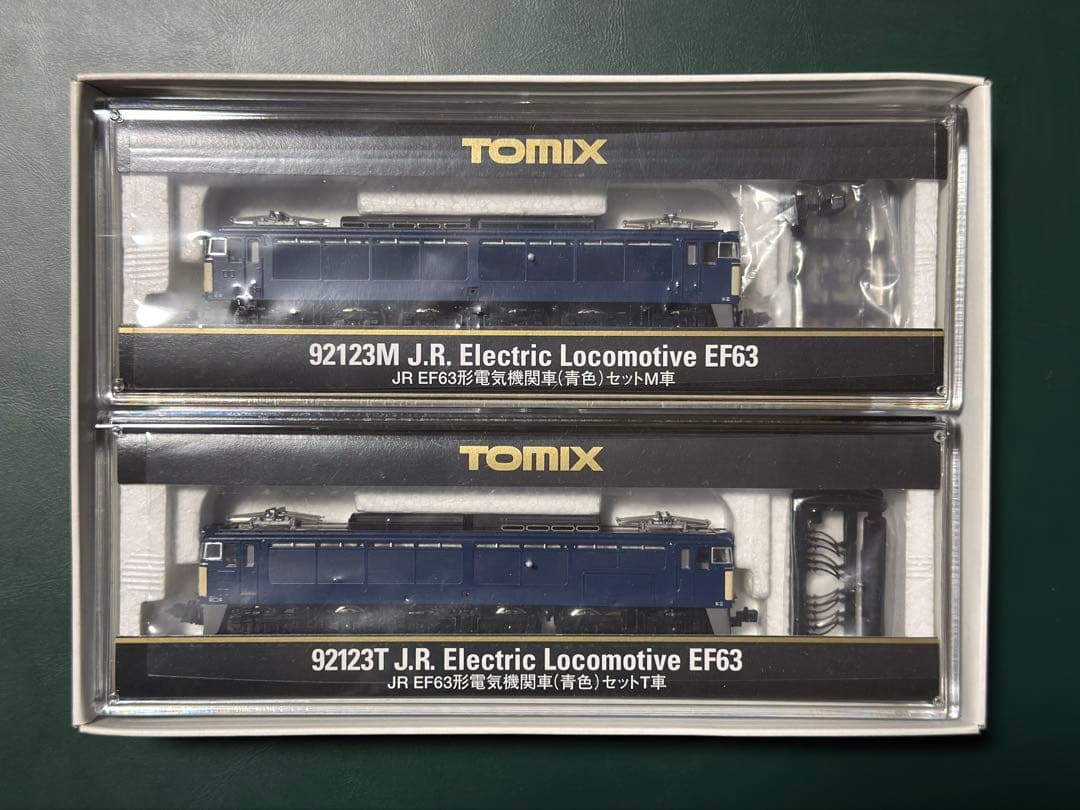 TOMIX
92123M J.R. Electric Locomotive EF63
JR EF63形電気機関車(青色)セットM車
TOMIX
92123T J.R. Electric Locomotive EF63
JR EF63形電気機関車(青色)セットT車